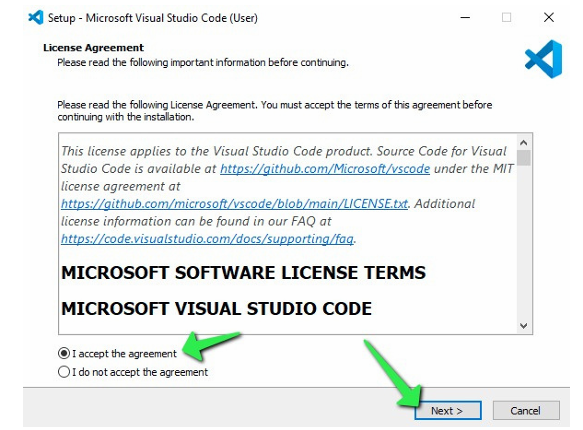 Setup - Microsoft Visual Studio Code (User)
License Agreement
Please read the following important information before continuing.
Please read the following License Agreement. You must accept the terms of this agreement before
continuing with the installation.
This license applies to the Visual Studio Code product. Source Code for Visual
Studio Code is available at https://github.com/Microsoft/vscode under the MIT
license agreement at
https://github.com/microsoft/vscode/blob/main/LICENSE.txt. Additional
license information can be found in our FAQ at
https://code.visualstudio.com/docs/supporting/faq.
MICROSOFT SOFTWARE LICENSE TERMS
MICROSOFT VISUAL STUDIO CODE
I accept the agreement
I do not accept the agreement
Next >
Cancel